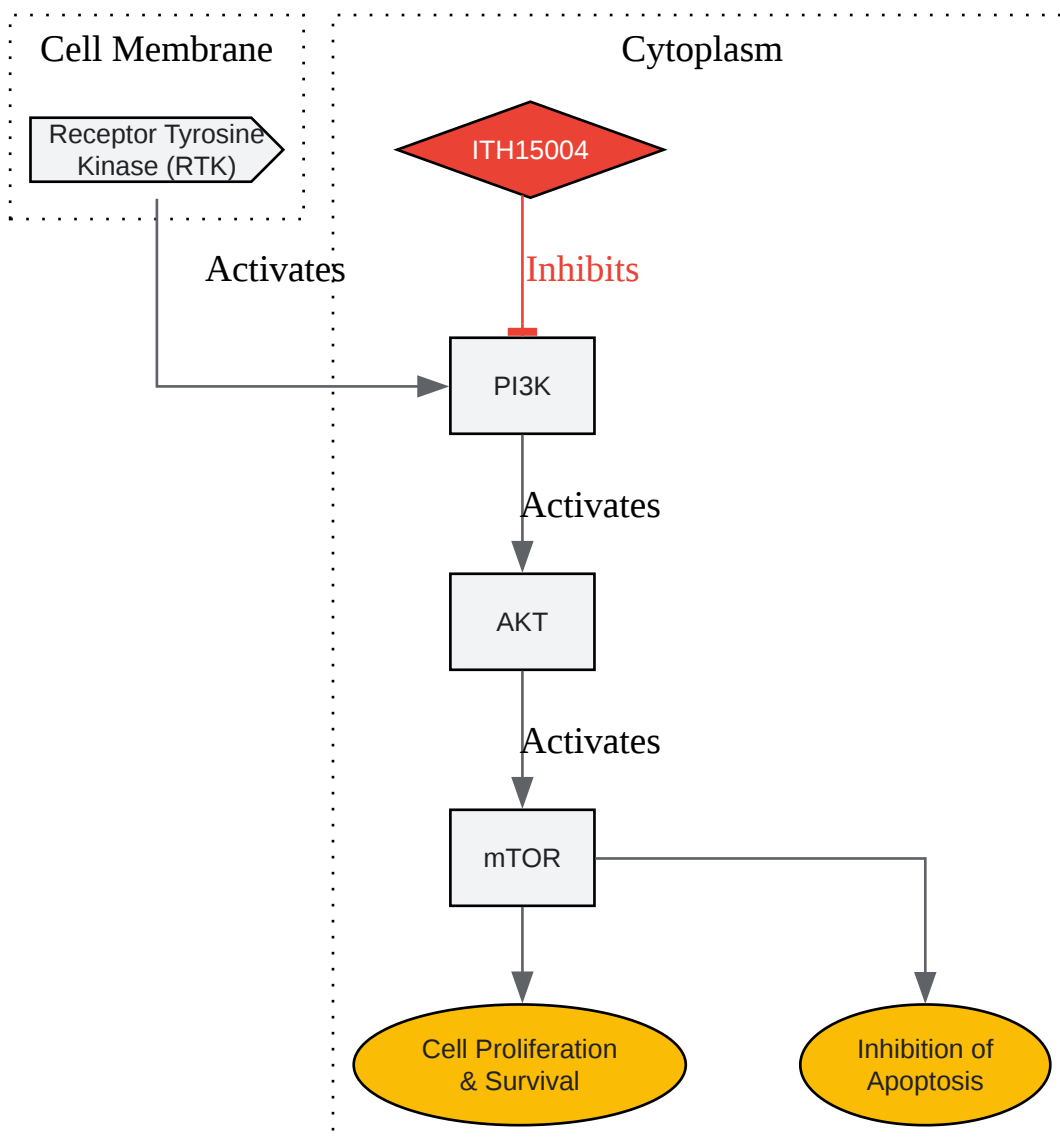 Cell Membrane
Cytoplasm
Receptor Tyrosine
Kinase (RTK)
ITH15004
Activates
Inhibits
PI3K
Activates
AKT
Activates
mTOR
Cell Proliferation
& Survival
Inhibition of
Apoptosis